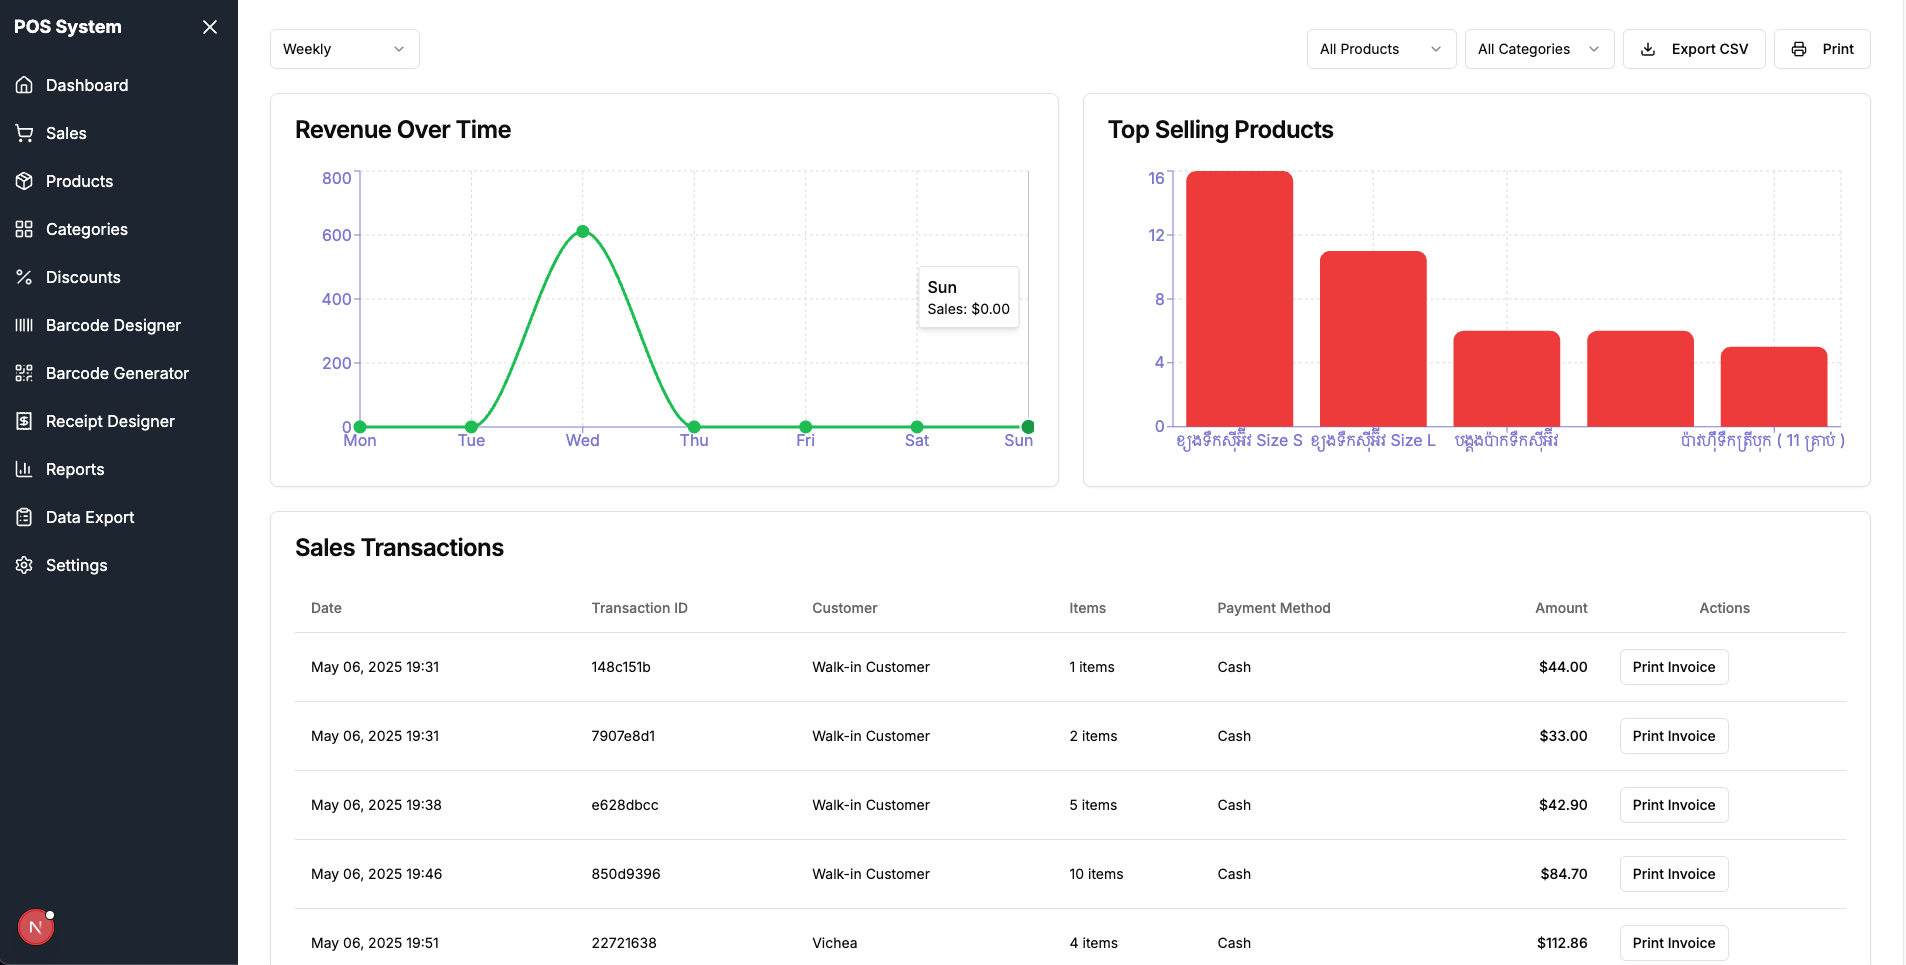 POS System
Dashboard
Sales
Products
Categories
Discounts
Barcode Designer
Barcode Generator
Receipt Designer
Reports
Data Export
Settings
N
Weekly
All Products
All Categories
Export CSV
Print
Revenue Over Time
800
600
400
200
0
Mon Tue Wed Thu Fri Sat Sun
Sun
Sales: $0.00
Top Selling Products
16
12
8
4
0
ខ្យងទឹកស៊ីអ៊ីវ Size S ខ្យងទឹកស៊ីអ៊ីវ Size L បង្គងប៉ាកទឹកស៊ីអ៊ីវ ប៉ាវហ៊ឺទឹកត្រីបុក ( 11 គ្រាប់ )
Sales Transactions
Date Transaction ID Customer Items Payment Method Amount Actions
May 06, 2025 19:31 148c151b Walk-in Customer 1 items Cash $44.00 Print Invoice
May 06, 2025 19:31 7907e8d1 Walk-in Customer 2 items Cash $33.00 Print Invoice
May 06, 2025 19:38 e628dbcc Walk-in Customer 5 items Cash $42.90 Print Invoice
May 06, 2025 19:46 850d9396 Walk-in Customer 10 items Cash $84.70 Print Invoice
May 06, 2025 19:51 22721638 Vichea 4 items Cash $112.86 Print Invoice